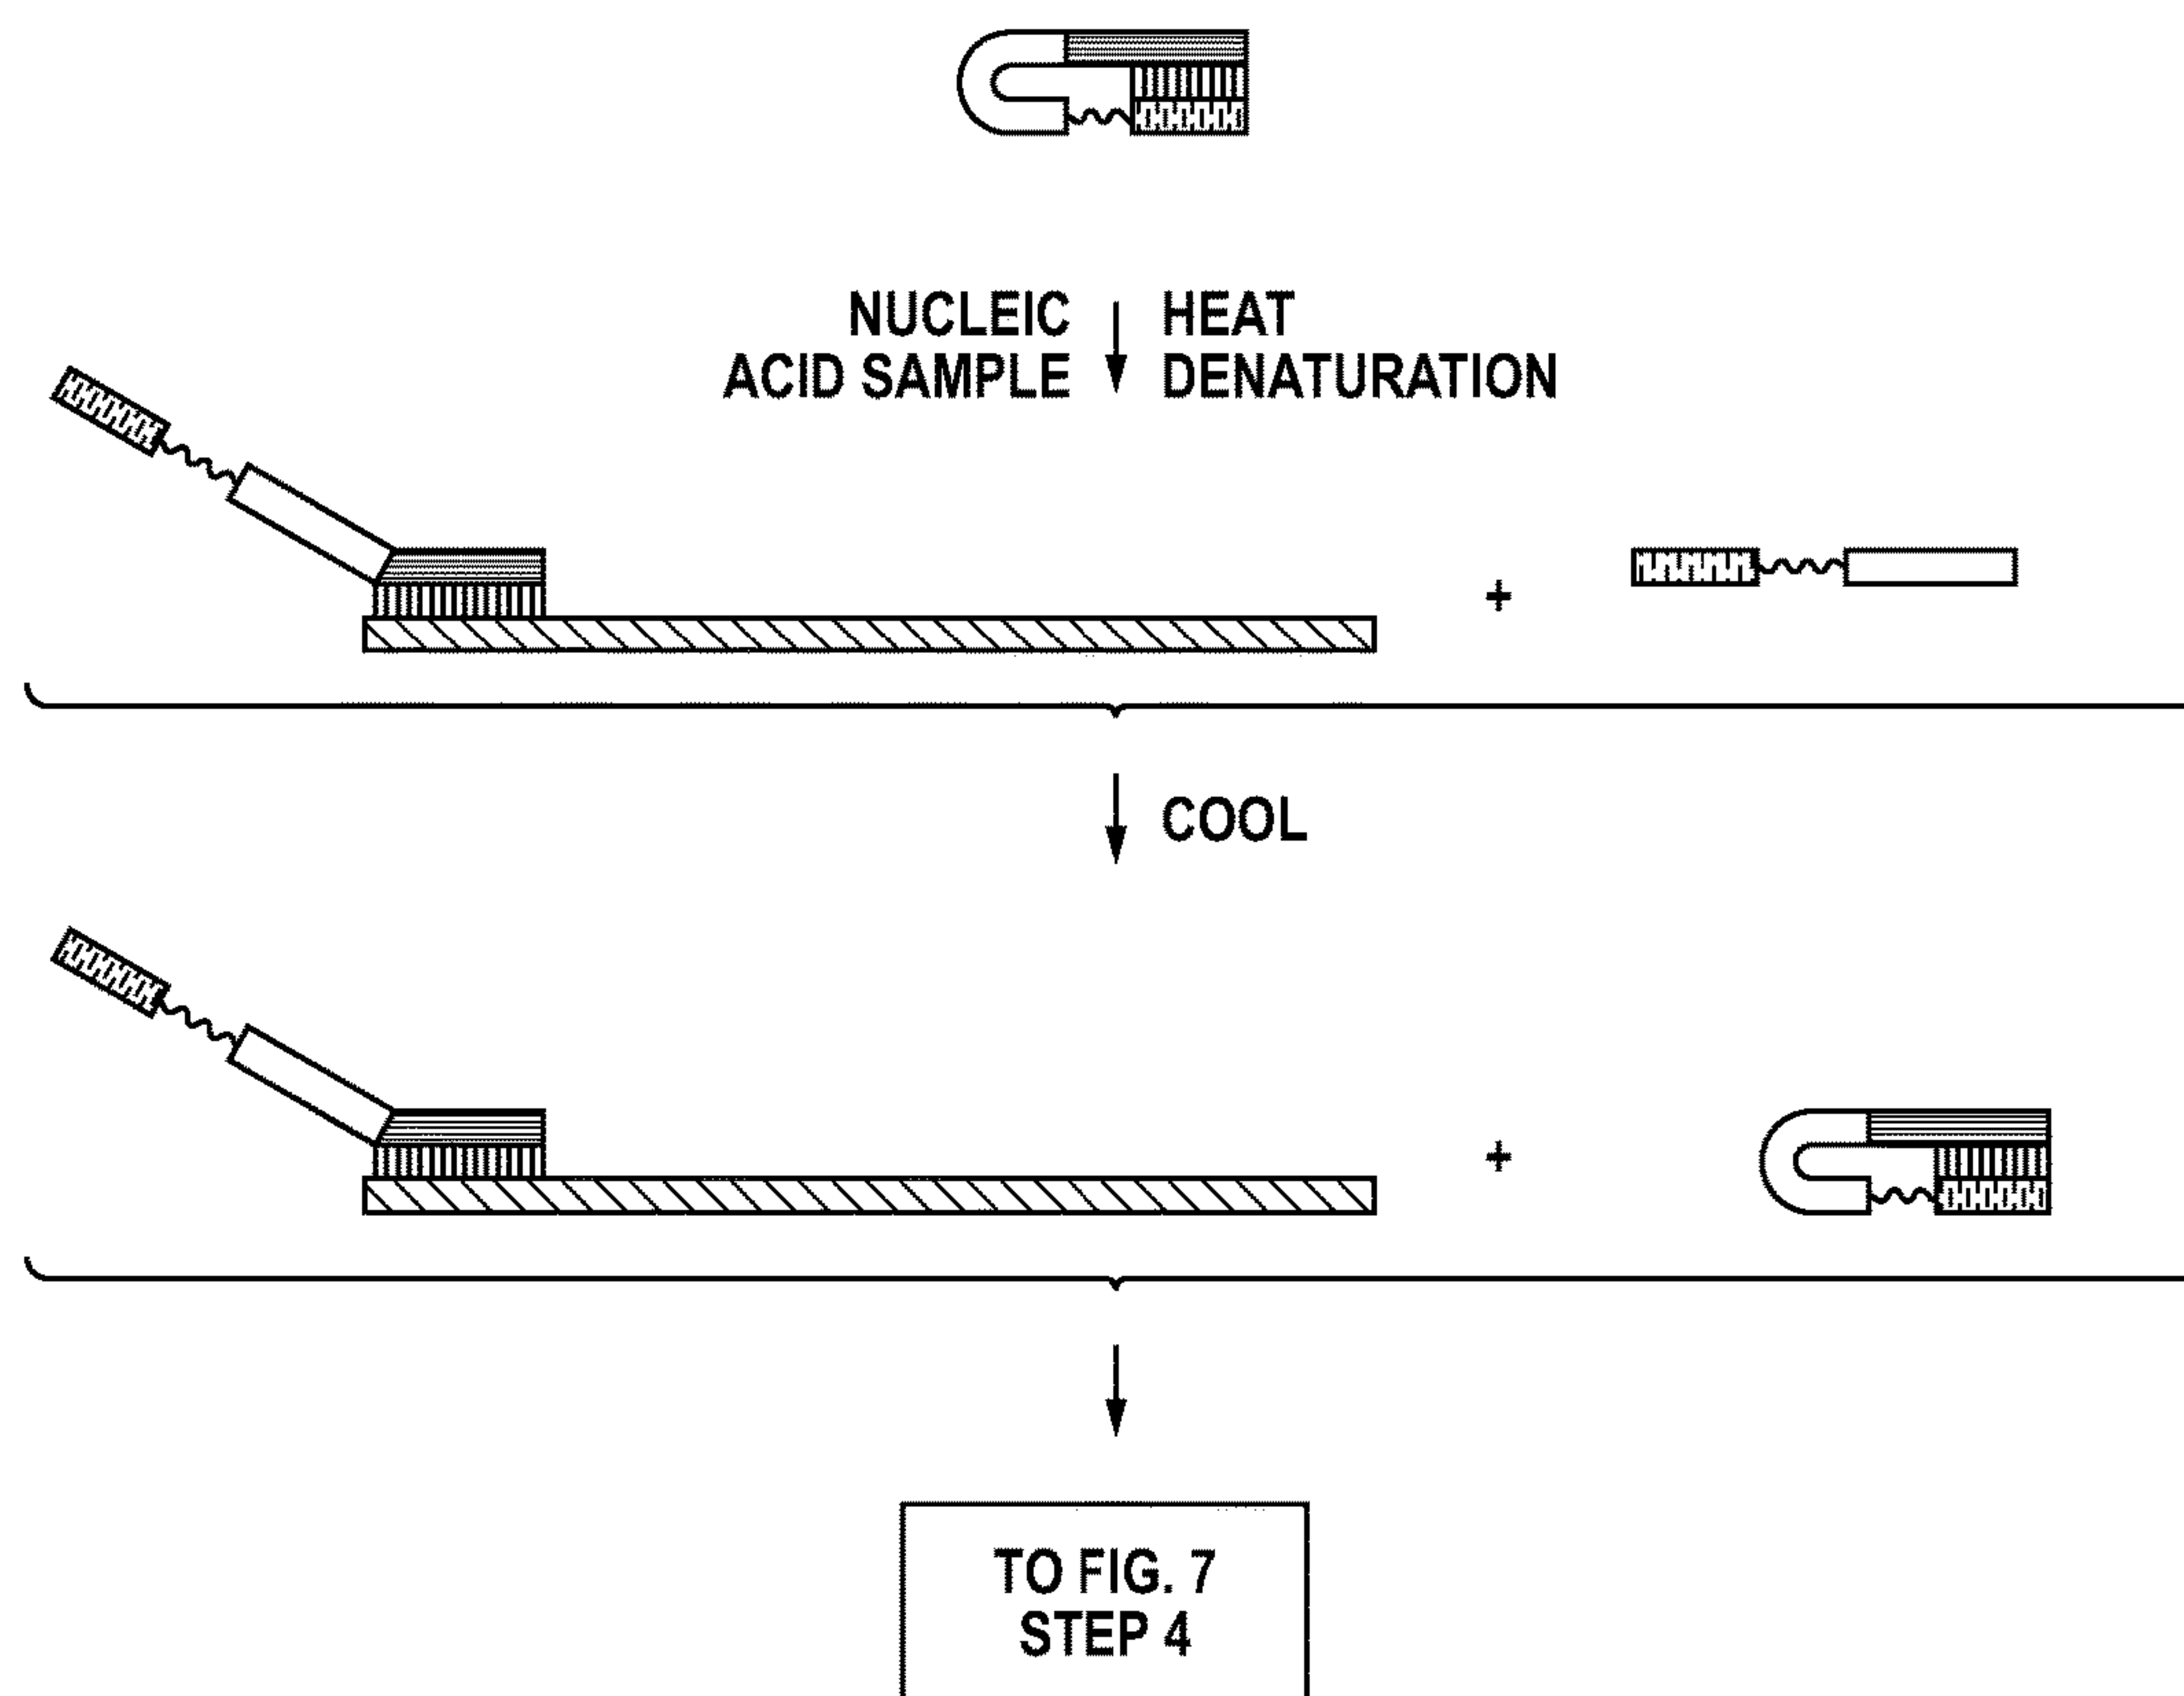 NUCLEIC
ACID SAMPLE
HEAT
DENATURATION
+
COOL
+
TO FIG. 7
STEP 4